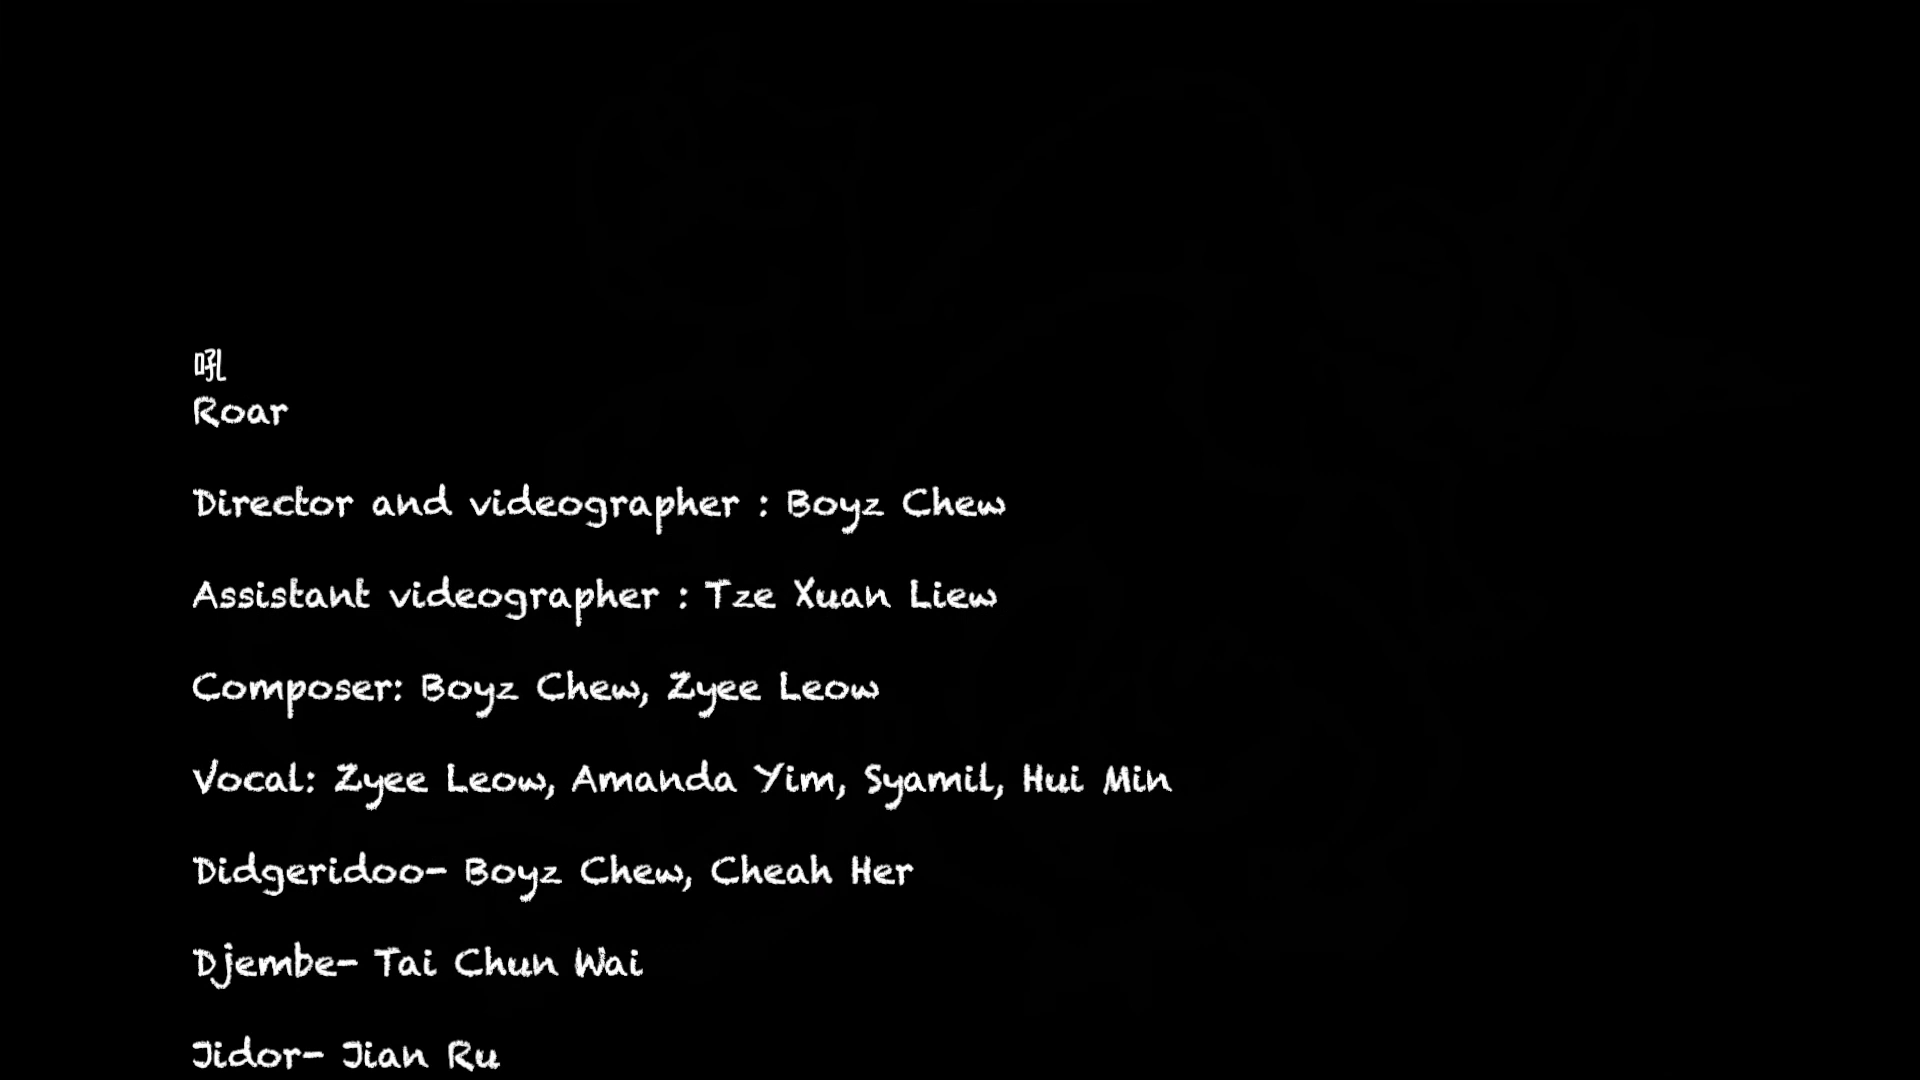 吼
Roar
Director and videographer : Boyz Chew
Assistant videographer : Tze Xuan Liew
Composer: Boyz Chew, Zyee Leow
Vocal: Zyee Leow, Amanda Yim, Syamil, Hui Min
Didgeridoo- Boyz Chew, Cheah Her
Djembe- Tai Chun Wai
Jidor- Jian Ru